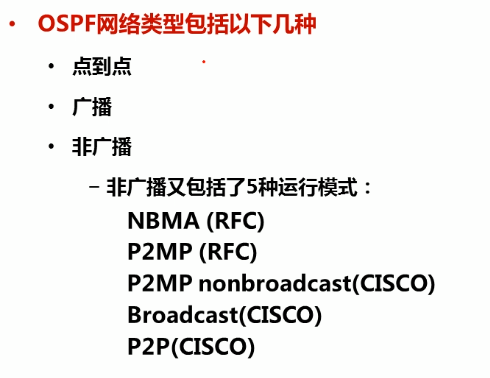 • OSPF网络类型包括以下几种
• 点到点
• 广播
• 非广播
– 非广播又包括了5种运行模式：
NBMA (RFC)
P2MP (RFC)
P2MP nonbroadcast(CISCO)
Broadcast(CISCO)
P2P(CISCO)